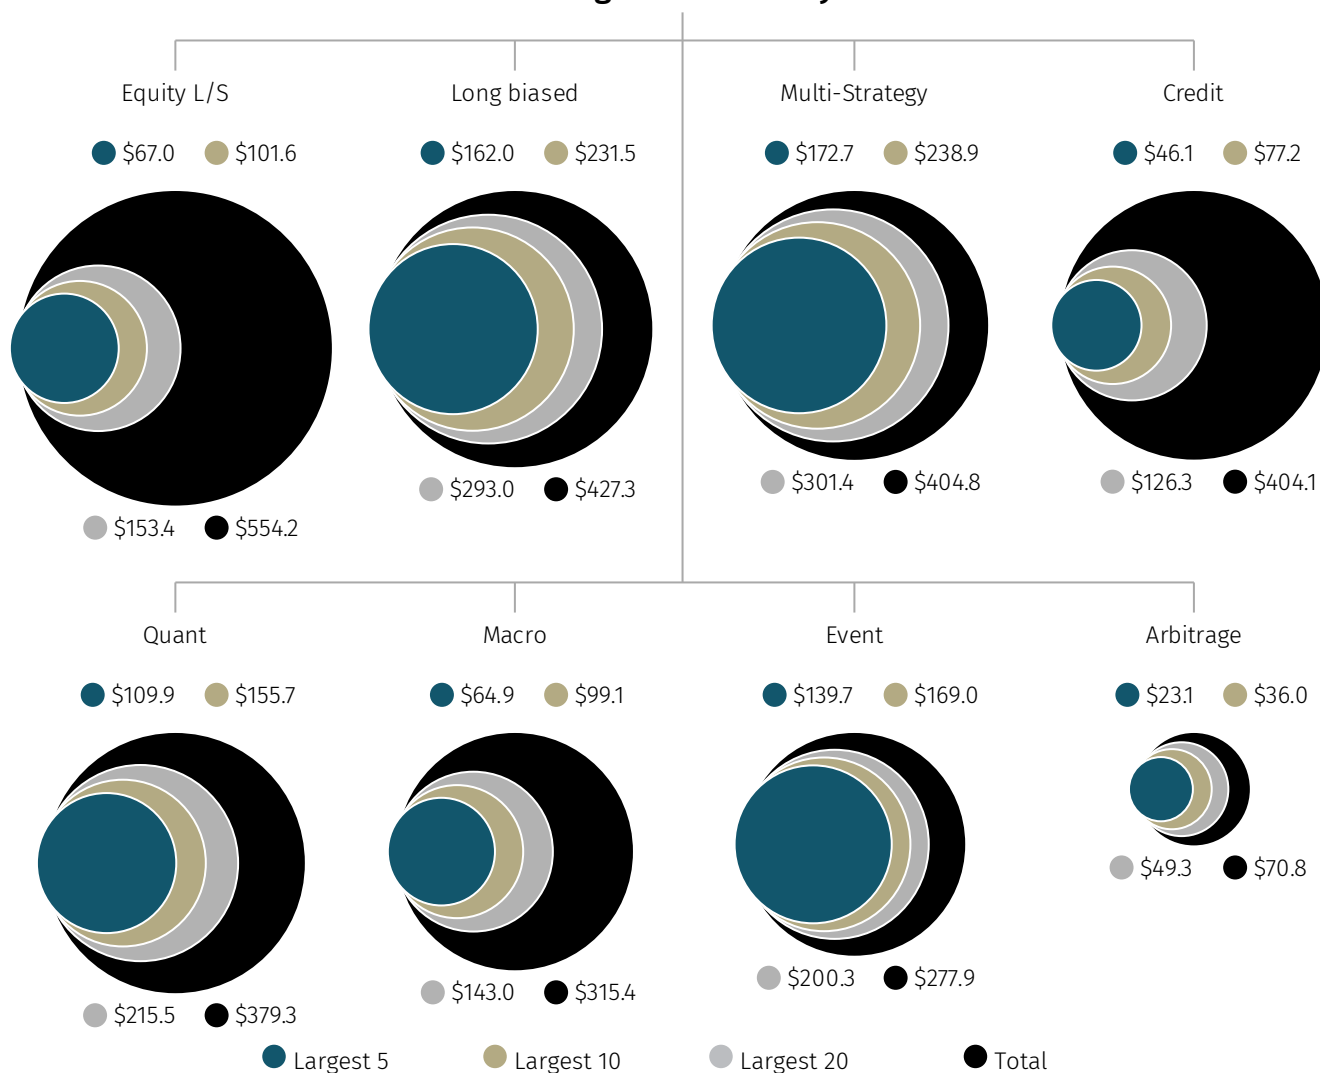 Equity L/S Long biased Multi-Strategy Credit
$67.0 $101.6 $162.0 $231.5 $172.7 $238.9 $46.1 $77.2
$301.4 $404.8 $126.3 $404.1
$293.0 $427.3
$153.4 $554.2
Quant Macro Event Arbitrage
$109.9 $155.7 $64.9 $99.1 $139.7 $169.0 $23.1 $36.0
$49.3 $70.8
$200.3 $277.9
$143.0 $315.4
$215.5 $379.3
Largest 5 Largest 10 Largest 20 Total